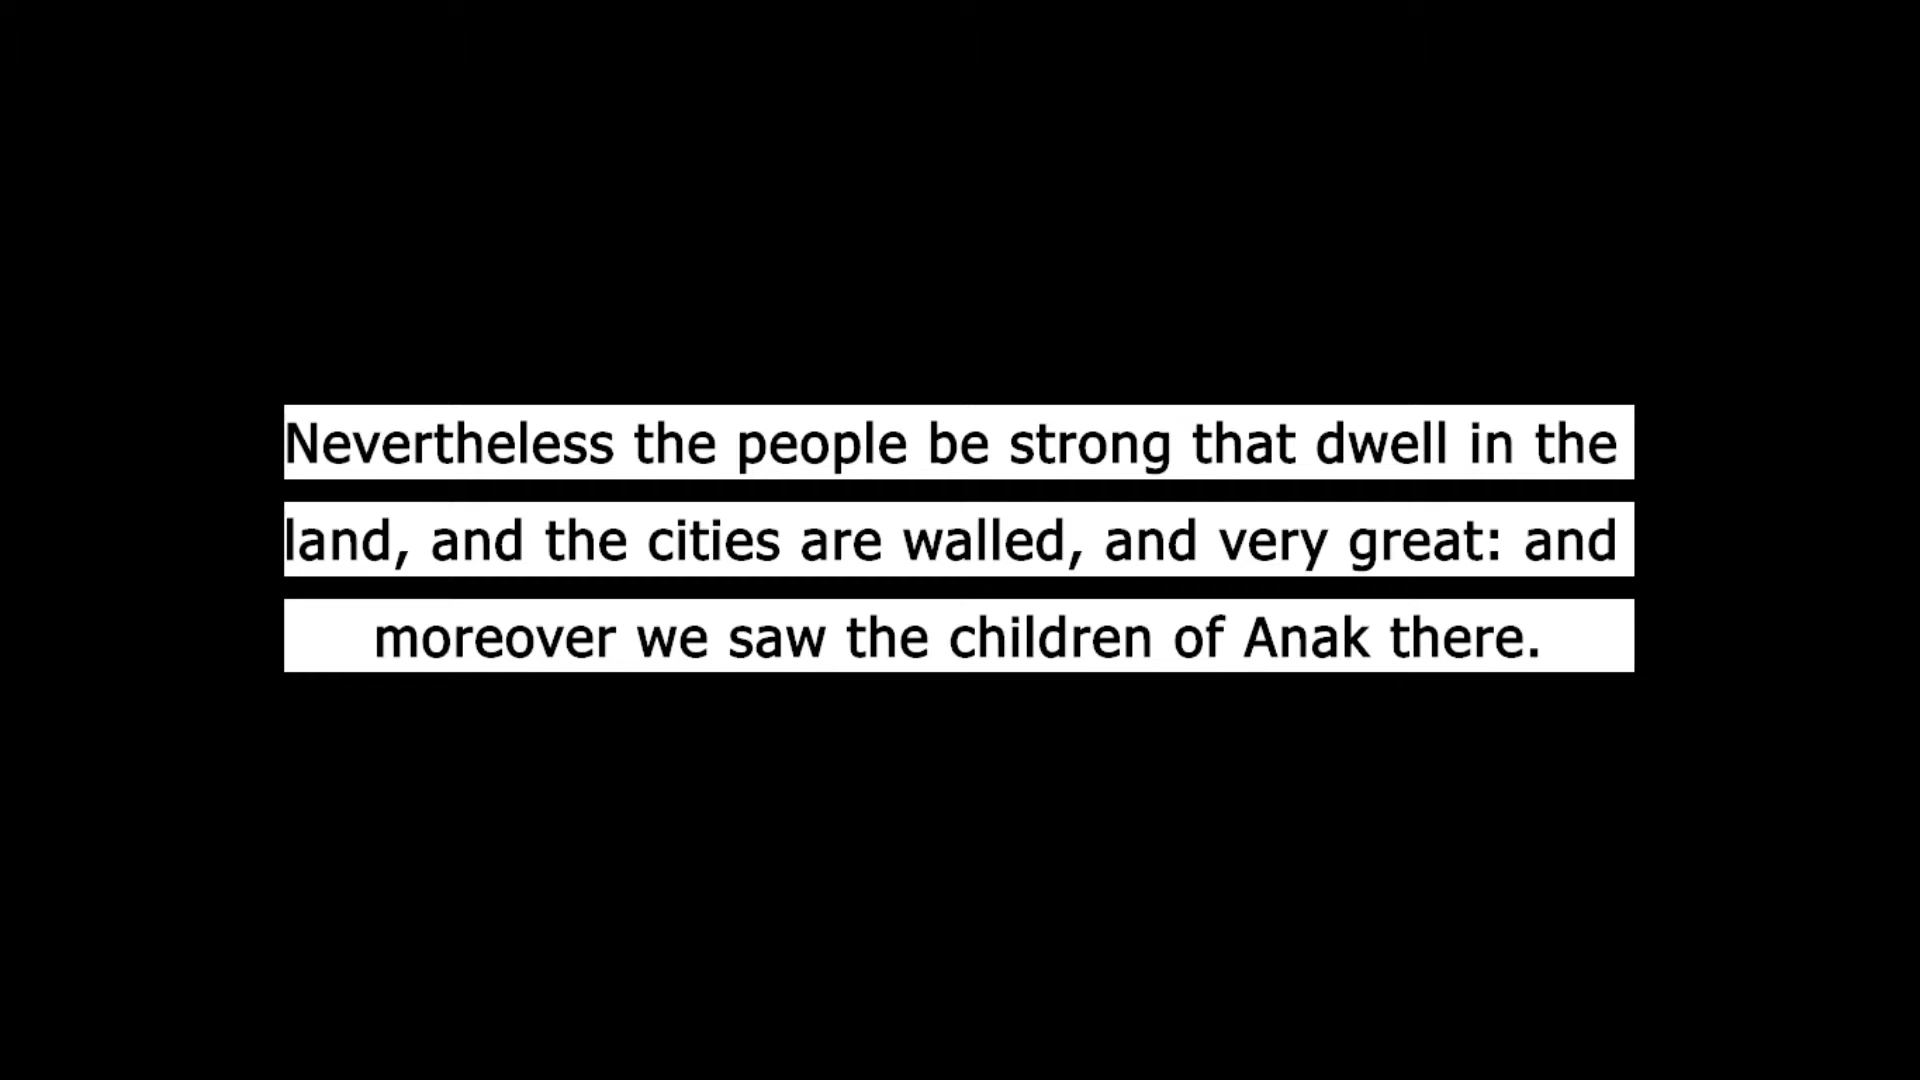 Nevertheless the people be strong that dwell in the
land, and the cities are walled, and very great: and
moreover we saw the children of Anak there.